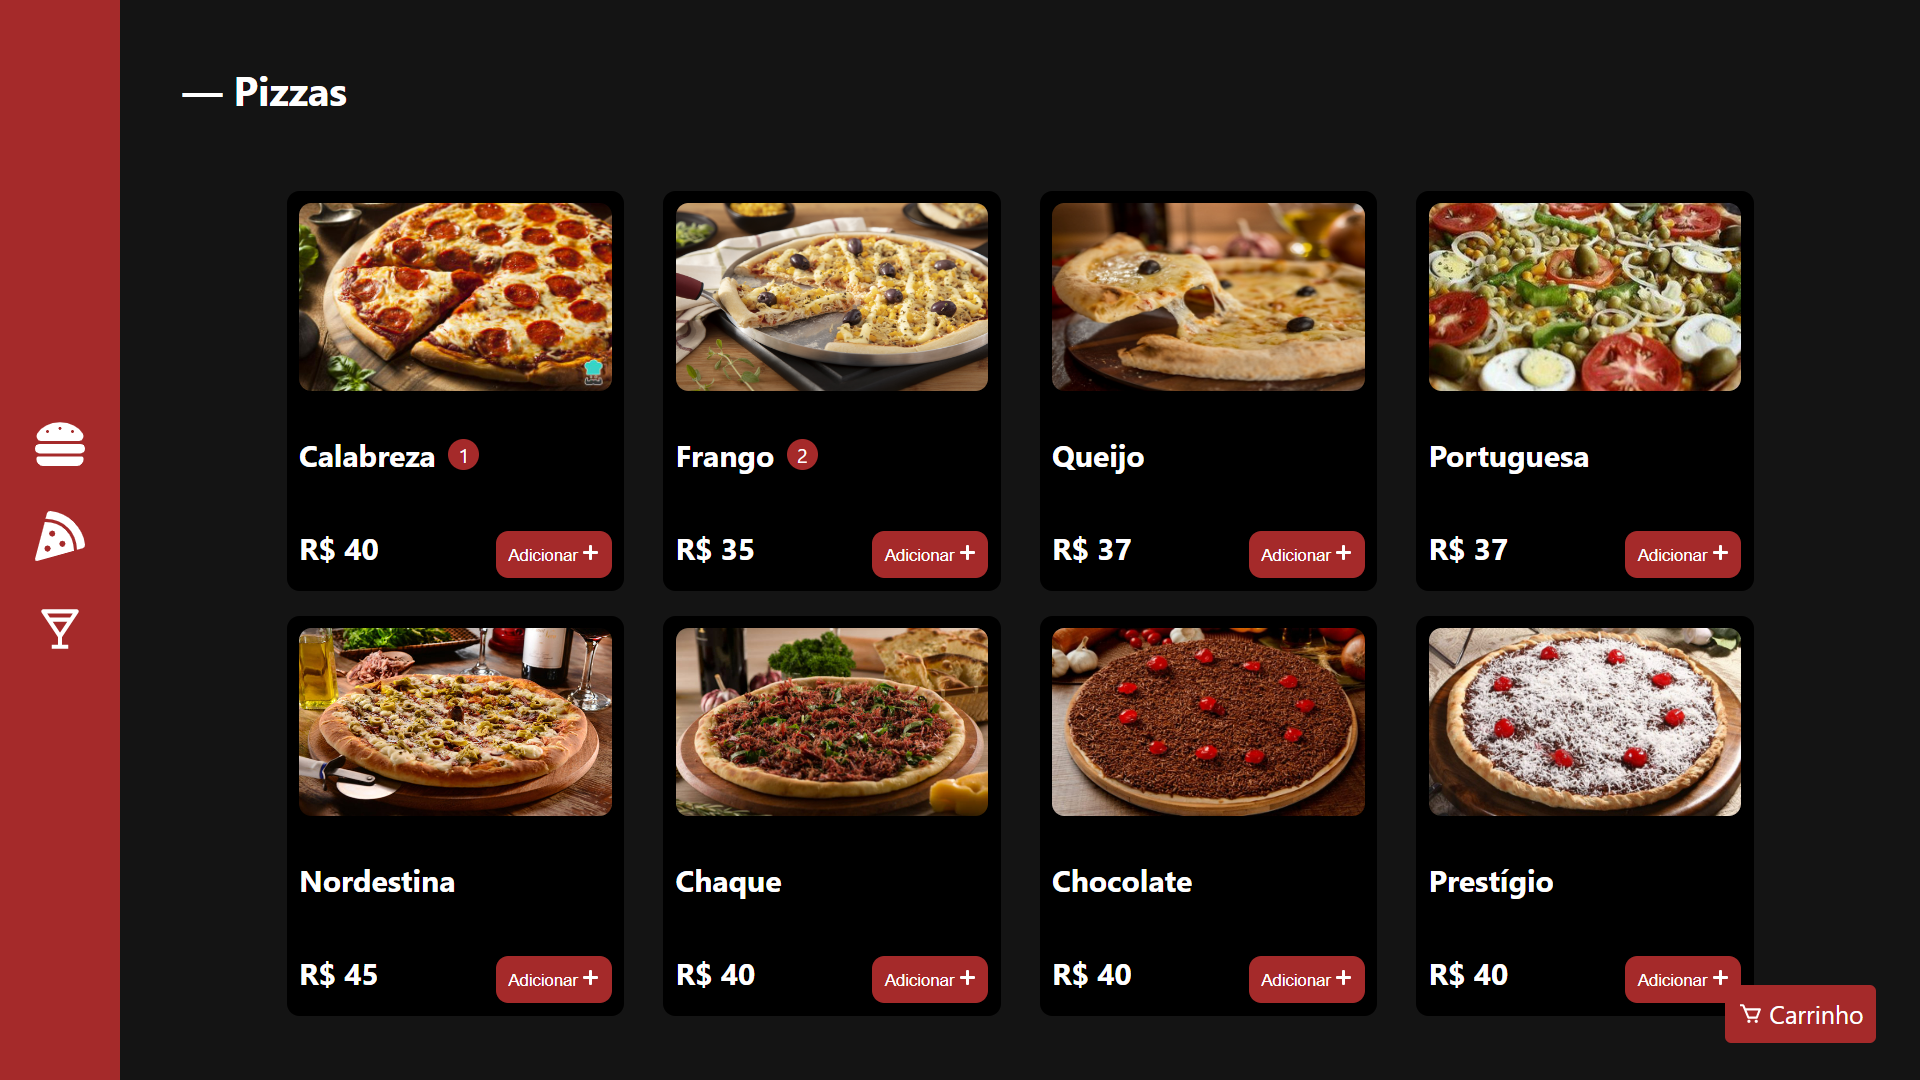 — Pizzas
Calabreza 1
R$ 40
Adicionar +
Frango 2
R$ 35
Adicionar +
Queijo
R$ 37
Adicionar +
Portuguesa
R$ 37
Adicionar +
Nordestina
R$ 45
Adicionar +
Chaque
R$ 40
Adicionar +
Chocolate
R$ 40
Adicionar +
Prestígio
R$ 40
Adicionar +
Carrinho